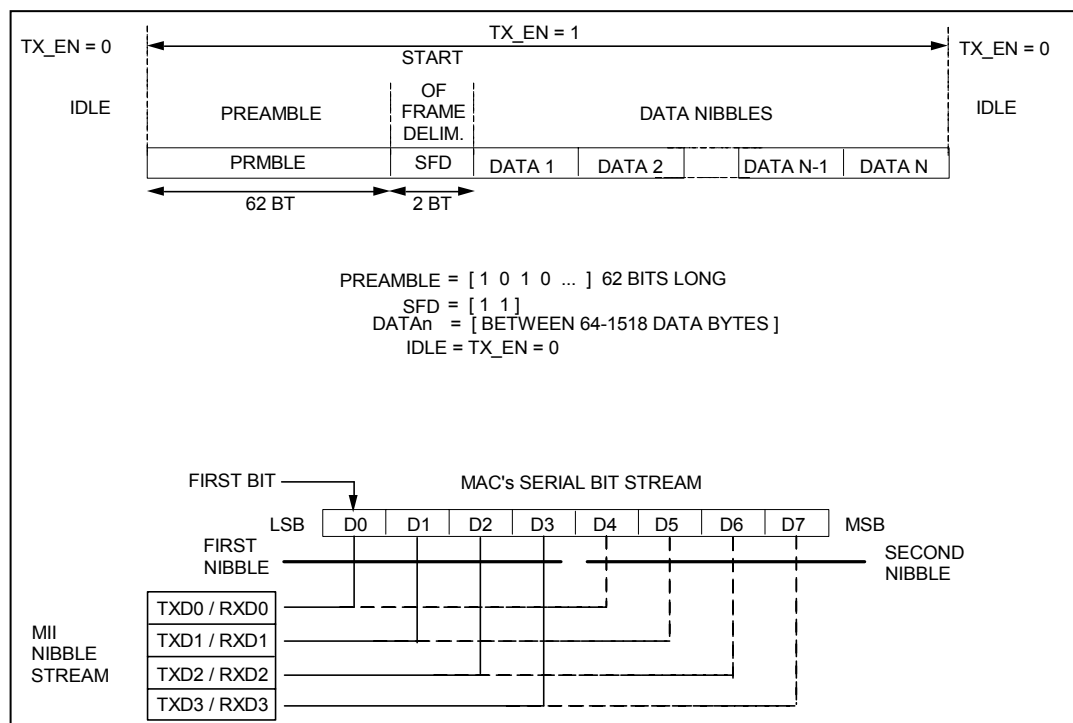 TX_EN = 0
TX_EN = 1
TX_EN = 0
START
OF
FRAME
DELIM.
IDLE
PREAMBLE
DATA NIBBLES
IDLE
PRMBLE SFD DATA 1 DATA 2 DATA N-1 DATA N
62 BT 2 BT
PREAMBLE = [ 1 0 1 0 ... ] 62 BITS LONG
SFD = [ 1 1 ]
DATAn = [ BETWEEN 64-1518 DATA BYTES ]
IDLE = TX_EN = 0
FIRST BIT
MAC's SERIAL BIT STREAM
LSB D0 D1 D2 D3 D4 D5 D6 D7 MSB
FIRST
NIBBLE
SECOND
NIBBLE
MII
NIBBLE
STREAM
TXD0 / RXD0
TXD1 / RXD1
TXD2 / RXD2
TXD3 / RXD3